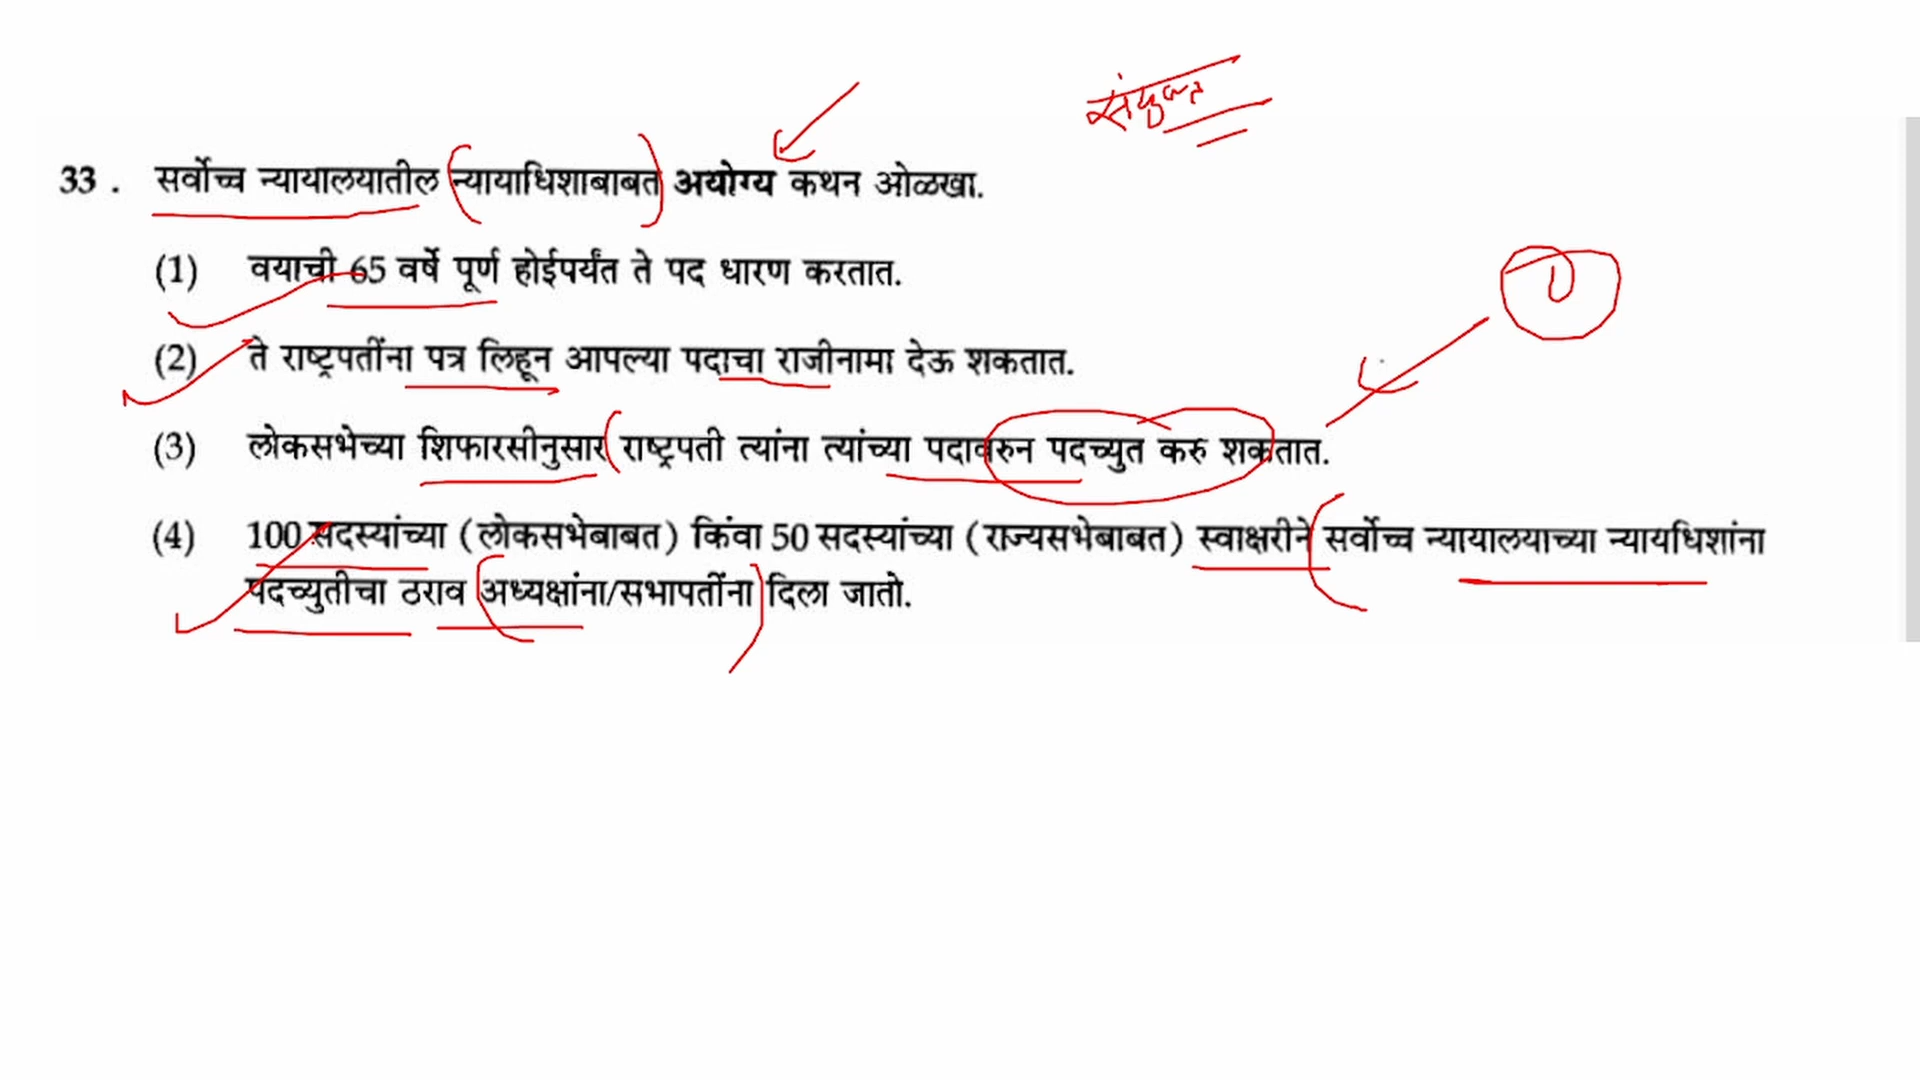 संयुक्त
33 . सर्वोच्च न्यायालयातील न्यायाधिशाबाबत अयोग्य कथन ओळखा.
(1) वयाची 65 वर्षे पूर्ण होईपर्यंत ते पद धारण करतात.
(2) ते राष्ट्रपतींना पत्र लिहून आपल्या पदाचा राजीनामा देऊ शकतात.
(3) लोकसभेच्या शिफारसीनुसार राष्ट्रपती त्यांना त्यांच्या पदावरुन पदच्युत करु शकतात.
(4) 100 सदस्यांच्या (लोकसभेबाबत) किंवा 50 सदस्यांच्या (राज्यसभेबाबत) स्वाक्षरीने सर्वोच्च न्यायालयाच्या न्यायधिशांना
पदच्युतीचा ठराव अध्यक्षांना/सभापतींना दिला जातो.